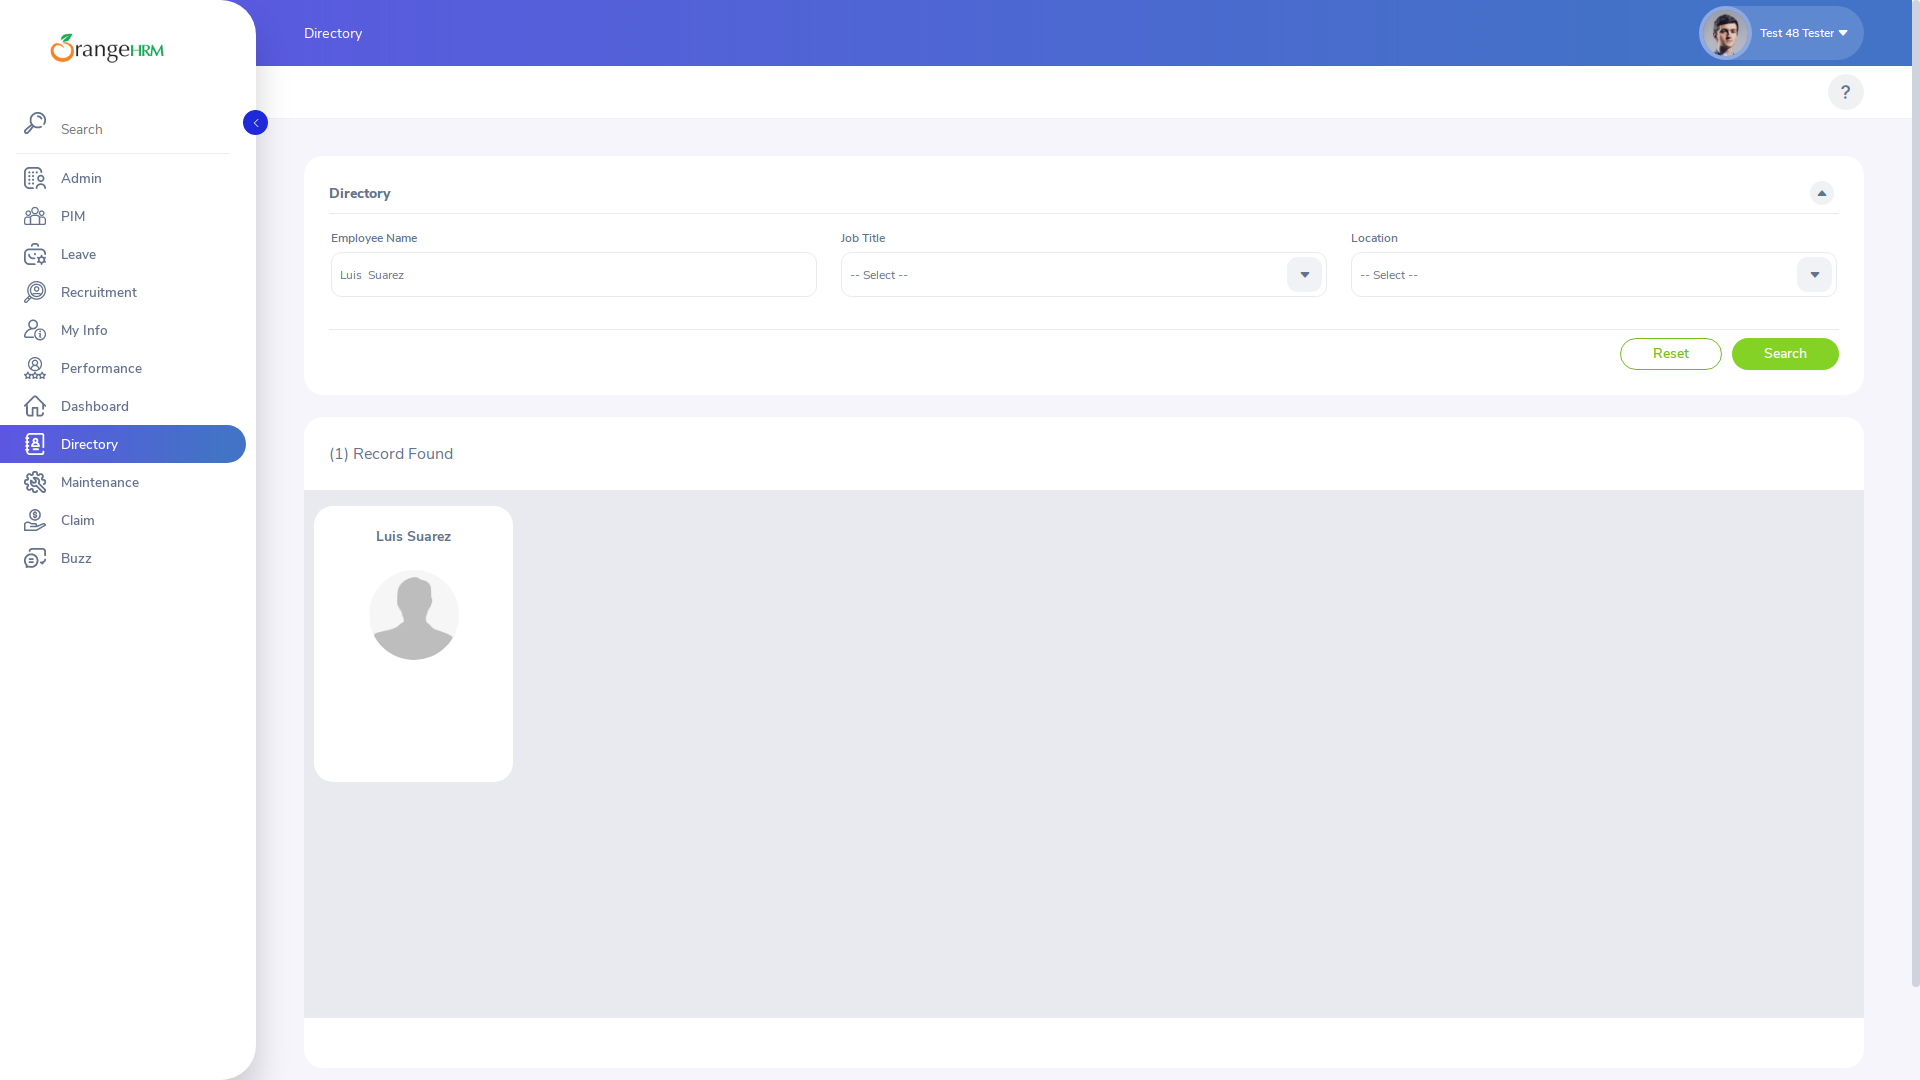 OrangeHRM
Search
Admin
PIM
Leave
Recruitment
My Info
Performance
Dashboard
Directory
Maintenance
Claim
Buzz
Directory
Test 48 Tester
?
Directory
Employee Name
Job Title
Location
Luis  Suarez
-- Select --
-- Select --
Reset
Search
(1) Record Found
Luis Suarez